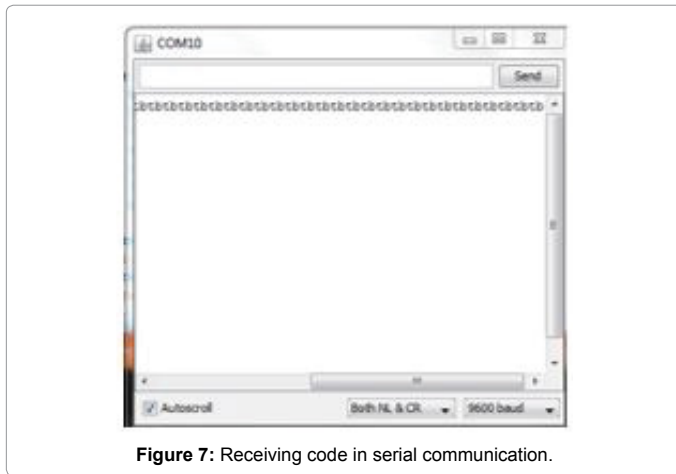 COM10
Send
Autoscroll
Both NL & CR
9600 baud
Figure 7: Receiving code in serial communication.